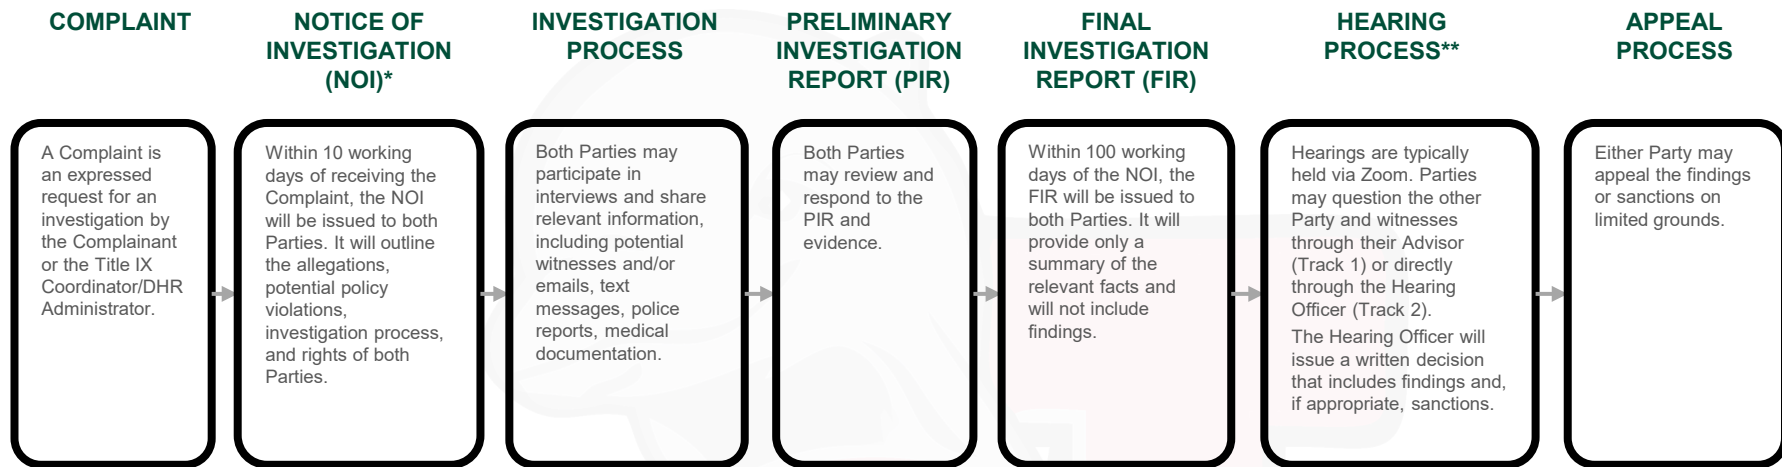 COMPLAINT
NOTICE OF
INVESTIGATION
(NOI)*
INVESTIGATION
PROCESS
PRELIMINARY
INVESTIGATION
REPORT (PIR)
FINAL
INVESTIGATION
REPORT (FIR)
HEARING
PROCESS**
APPEAL
PROCESS
A Complaint is
an expressed
request for an
investigation by
the Complainant
or the Title IX
Coordinator/DHR
Administrator.
Within 10 working
days of receiving the
Complaint, the NOI
will be issued to both
Parties. It will outline
the allegations,
potential policy
violations,
investigation process,
and rights of both
Parties.
Both Parties may
participate in
interviews and share
relevant information,
including potential
witnesses and/or
emails, text
messages, police
reports, medical
documentation.
Both Parties
may review and
respond to the
PIR and
evidence.
Within 100 working
days of the NOI, the
FIR will be issued to
both Parties. It will
provide only a
summary of the
relevant facts and
will not include
findings.
Hearings are typically
held via Zoom. Parties
may question the other
Party and witnesses
through their Advisor
(Track 1) or directly
through the Hearing
Officer (Track 2).
The Hearing Officer will
issue a written decision
that includes findings and,
if appropriate, sanctions.
Either Party may
appeal the findings
or sanctions on
limited grounds.